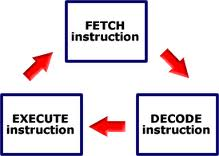 FETCH
instruction
EXECUTE
instruction
DECODE
instruction